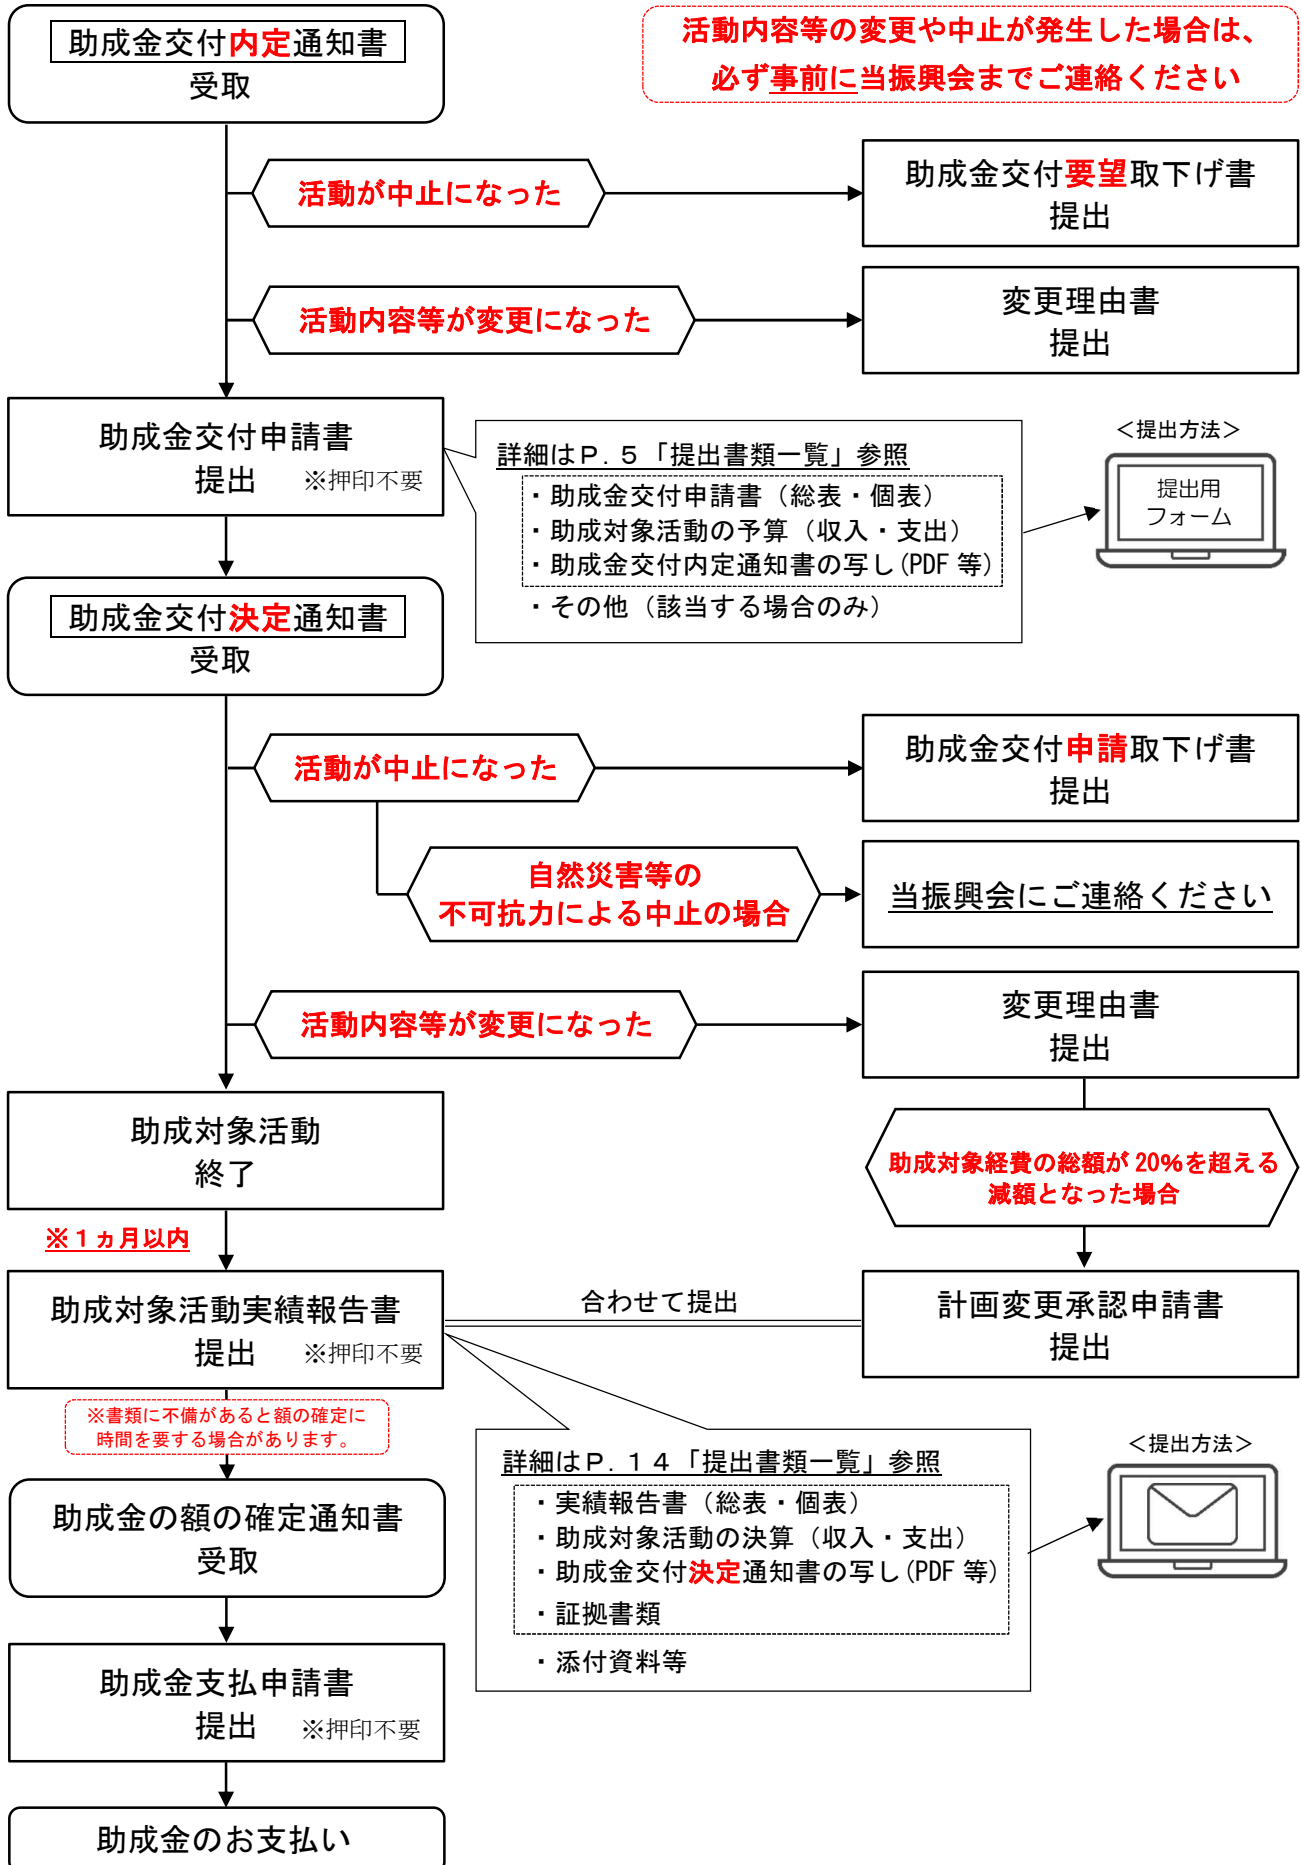 助成金交付内定通知書
受取
活動内容等の変更や中止が発生した場合は、
必ず事前に当振興会までご連絡ください
活動が中止になった
助成金交付要望取下げ書
提出
活動内容等が変更になった
変更理由書
提出
助成金交付申請書
提出 ※押印不要
詳細はP.5「提出書類一覧」参照
・助成金交付申請書（総表・個表）
・助成対象活動の予算（収入・支出）
・助成金交付内定通知書の写し(PDF等)
・その他（該当する場合のみ）
＜提出方法＞
提出用
フォーム
助成金交付決定通知書
受取
活動が中止になった
助成金交付申請取下げ書
提出
自然災害等の
不可抗力による中止の場合
当振興会にご連絡ください
活動内容等が変更になった
変更理由書
提出
助成対象活動
終了
助成対象経費の総額が20%を超える
減額となった場合
※１ヵ月以内
助成対象活動実績報告書
提出 ※押印不要
合わせて提出
計画変更承認申請書
提出
※書類に不備があると額の確定に
時間を要する場合があります。
詳細はP.14「提出書類一覧」参照
・実績報告書（総表・個表）
・助成対象活動の決算（収入・支出）
・助成金交付決定通知書の写し(PDF等)
・証拠書類
・添付資料等
＜提出方法＞
助成金の額の確定通知書
受取
助成金支払申請書
提出 ※押印不要
助成金のお支払い